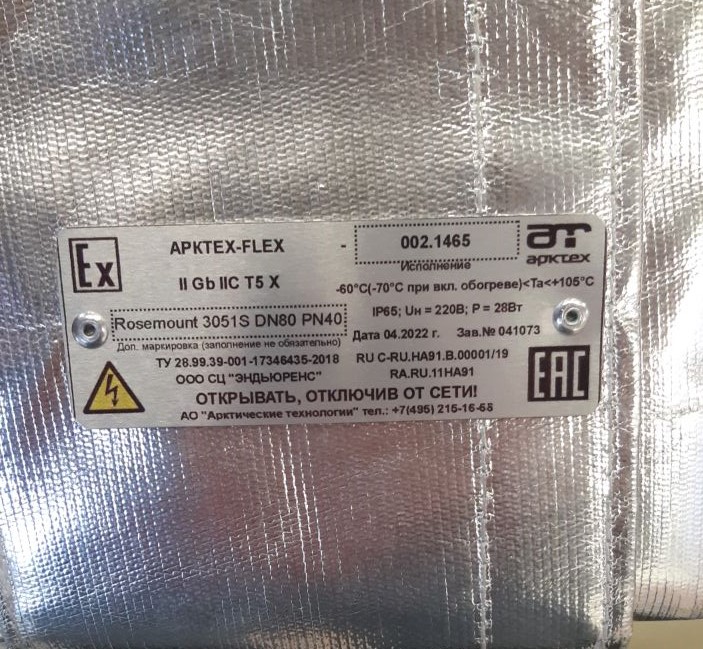 Ex
АРКТЕХ-FLEX - 002.1465
Исполнение
ат
арктех
II Gb IIC T5 X
-60°C(-70°C при вкл. обогреве)<Ta<+105°C
Rosemount 3051S DN80 PN40
IP65; Uн = 220В; P = 28Вт
Доп. маркировка (заполнение не обязательно)
Дата 04.2022 г. Зав.№ 041073
ТУ 28.99.39-001-17346435-2018 RU C-RU.HA91.B.00001/19
ООО СЦ "ЭНДЬЮРЕНС" RA.RU.11HA91
EAC
ОТКРЫВАТЬ, ОТКЛЮЧИВ ОТ СЕТИ!
АО "Арктические технологии" тел.: +7(495) 215-16-68